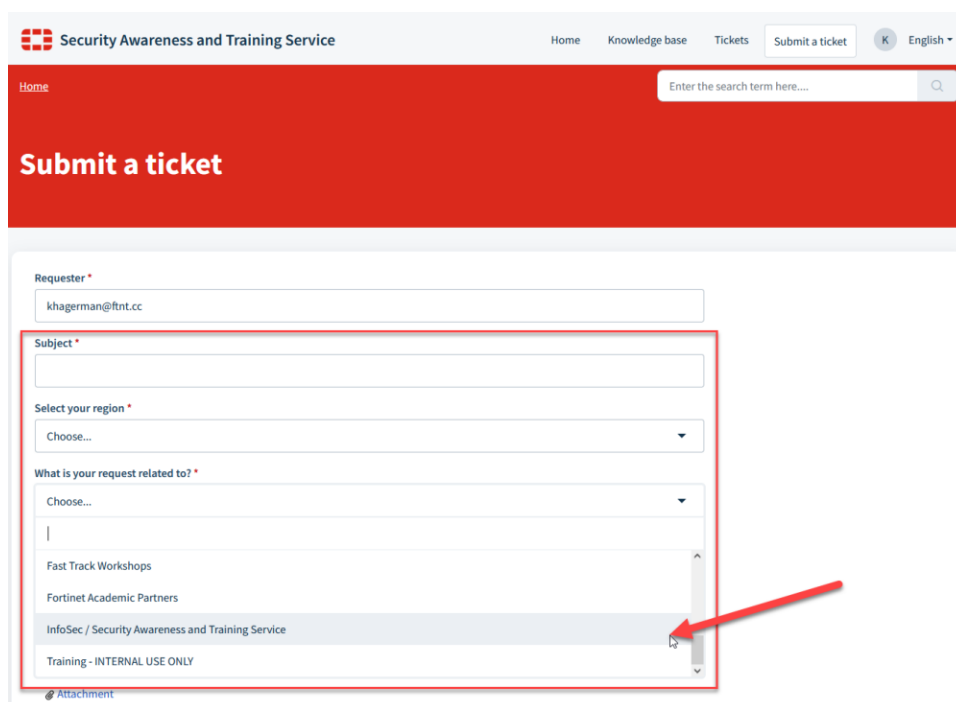 Security Awareness and Training Service
Home Knowledge base Tickets Submit a ticket K English
Home
Enter the search term here....
Submit a ticket
Requester *
khagerman@ftnt.cc
Subject *
Select your region *
Choose...
What is your request related to? *
Choose...
Fast Track Workshops
Fortinet Academic Partners
InfoSec / Security Awareness and Training Service
Training - INTERNAL USE ONLY
Attachment